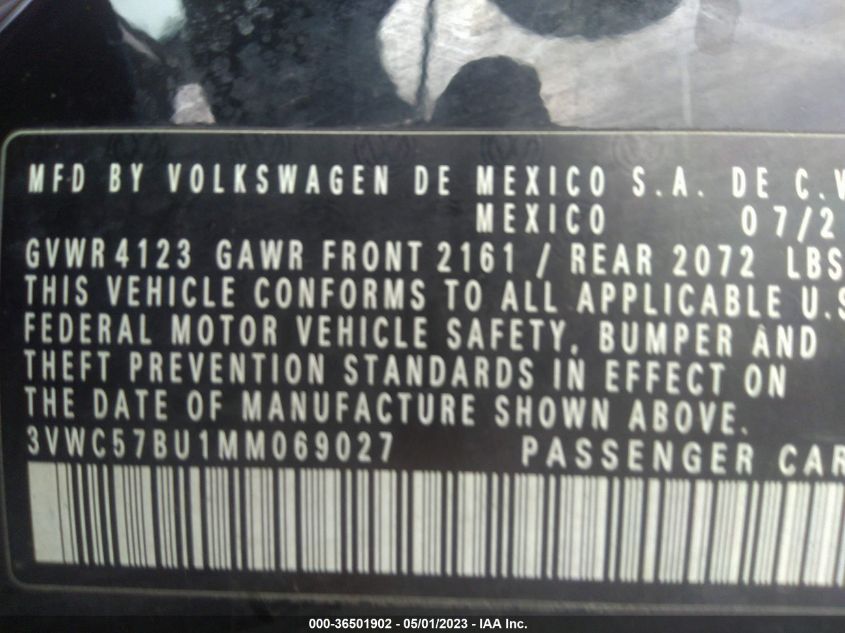 MFD BY VOLKSWAGEN DE MEXICO S.A. DE C.V
MEXICO 07/2
GVWR 4123 GAWR FRONT 2161 / REAR 2072 LBS
THIS VEHICLE CONFORMS TO ALL APPLICABLE U.S
FEDERAL MOTOR VEHICLE SAFETY, BUMPER AND
THEFT PREVENTION STANDARDS IN EFFECT ON
THE DATE OF MANUFACTURE SHOWN ABOVE.
3VWC57BU1MM069027 PASSENGER CAR
000-36501902 - 05/01/2023 - IAA Inc.